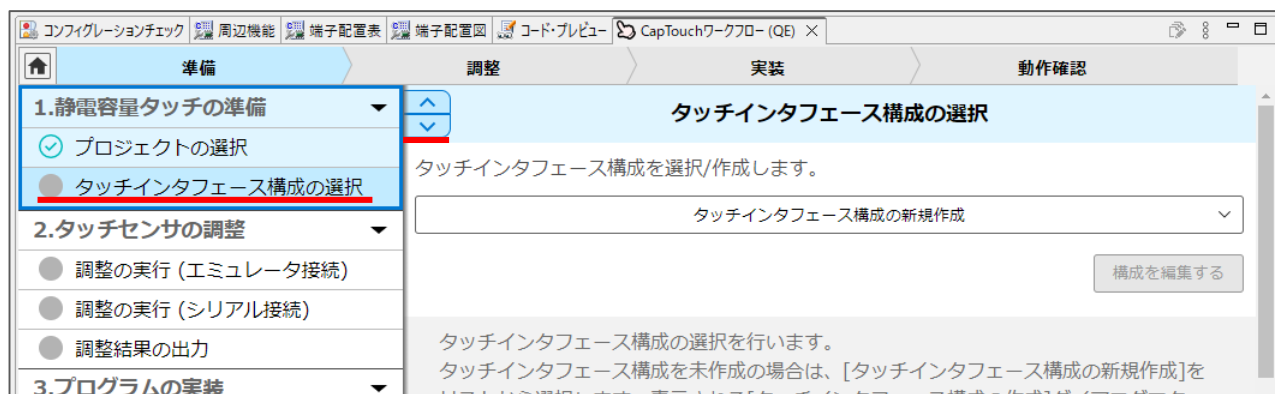 コンフィグレーションチェック 周辺機能 端子配置表 端子配置図 コード・プレビュー CapTouchワークフロー (QE)
準備 調整 実装 動作確認
1.静電容量タッチの準備
プロジェクトの選択
タッチインタフェース構成の選択
2.タッチセンサの調整
調整の実行 (エミュレータ接続)
調整の実行 (シリアル接続)
調整結果の出力
3.プログラムの実装
タッチインタフェース構成の選択
タッチインタフェース構成を選択/作成します。
タッチインタフェース構成の新規作成
構成を編集する
タッチインタフェース構成の選択を行います。
タッチインタフェース構成を未作成の場合は、[タッチインタフェース構成の新規作成]を